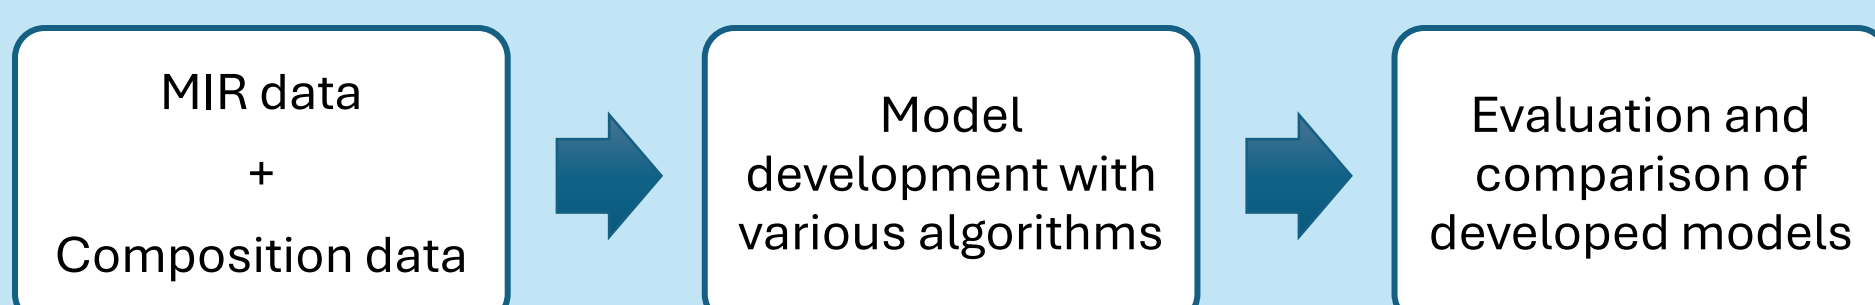 MIR data
+
Composition data
Model
development with
various algorithms
Evaluation and
comparison of
developed models